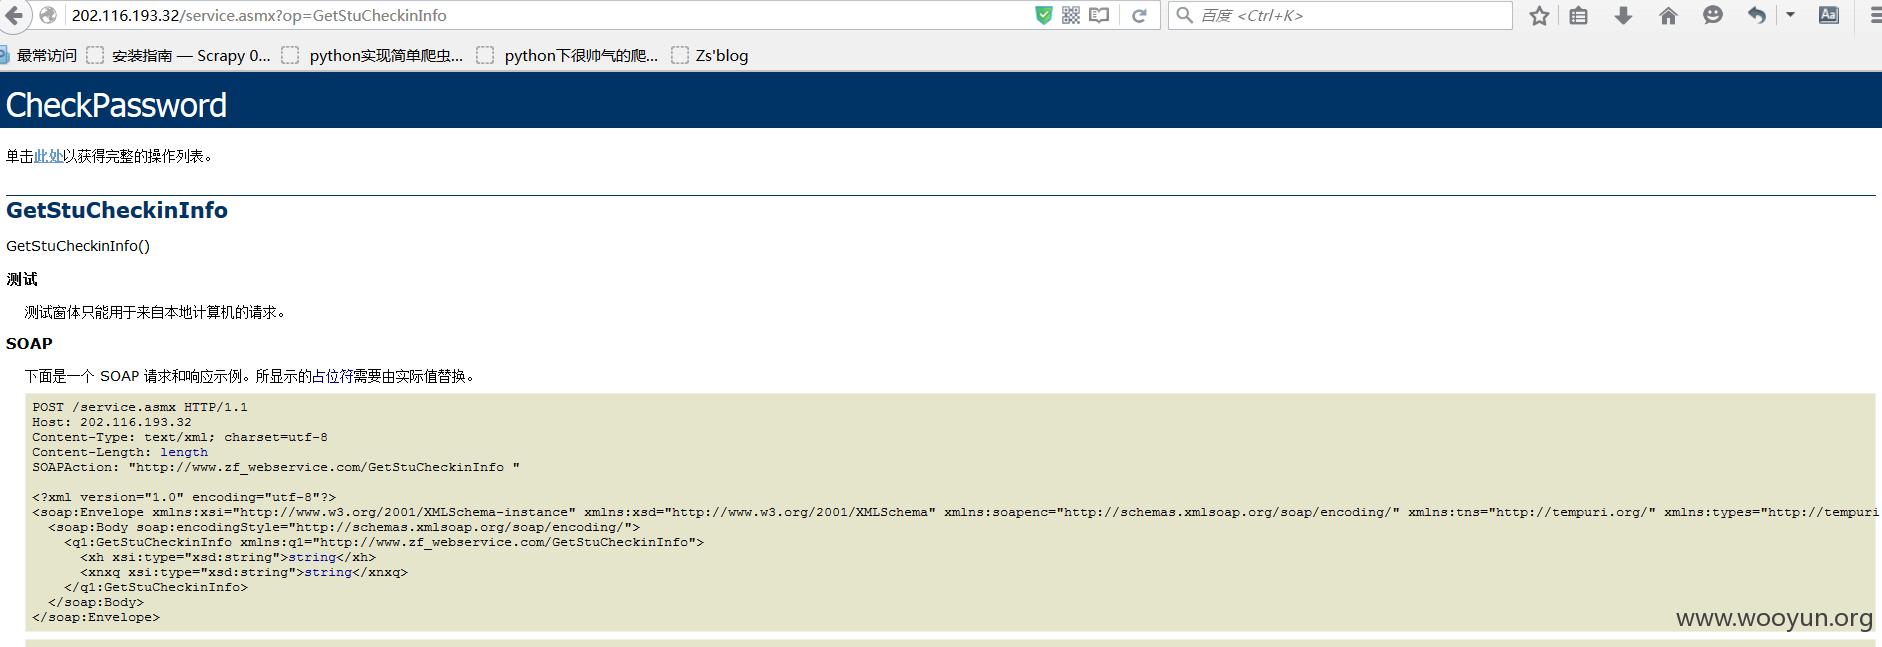 202.116.193.32/service.asmx?op=GetStuCheckinInfo
百度 <Ctrl+K>
最常访问 安装指南 — Scrapy 0... python实现简单爬虫... python下很帅气的爬... Zs'blog
CheckPassword
单击此处以获得完整的操作列表。
GetStuCheckinInfo
GetStuCheckinInfo()
测试
测试窗体只能用于来自本地计算机的请求。
SOAP
下面是一个 SOAP 请求和响应示例。所显示的占位符需要由实际值替换。
POST /service.asmx HTTP/1.1
Host: 202.116.193.32
Content-Type: text/xml; charset=utf-8
Content-Length: length
SOAPAction: "http://www.zf_webservice.com/GetStuCheckinInfo "
<?xml version="1.0" encoding="utf-8"?>
<soap:Envelope xmlns:xsi="http://www.w3.org/2001/XMLSchema-instance" xmlns:xsd="http://www.w3.org/2001/XMLSchema" xmlns:soapenc="http://schemas.xmlsoap.org/soap/encoding/" xmlns:tns="http://tempuri.org/" xmlns:types="http://tempuri
<soap:Body soap:encodingStyle="http://schemas.xmlsoap.org/soap/encoding/">
<q1:GetStuCheckinInfo xmlns:q1="http://www.zf_webservice.com/GetStuCheckinInfo">
<xh xsi:type="xsd:string">string</xh>
<xnxq xsi:type="xsd:string">string</xnxq>
</q1:GetStuCheckinInfo>
</soap:Body>
</soap:Envelope>
www.wooyun.org